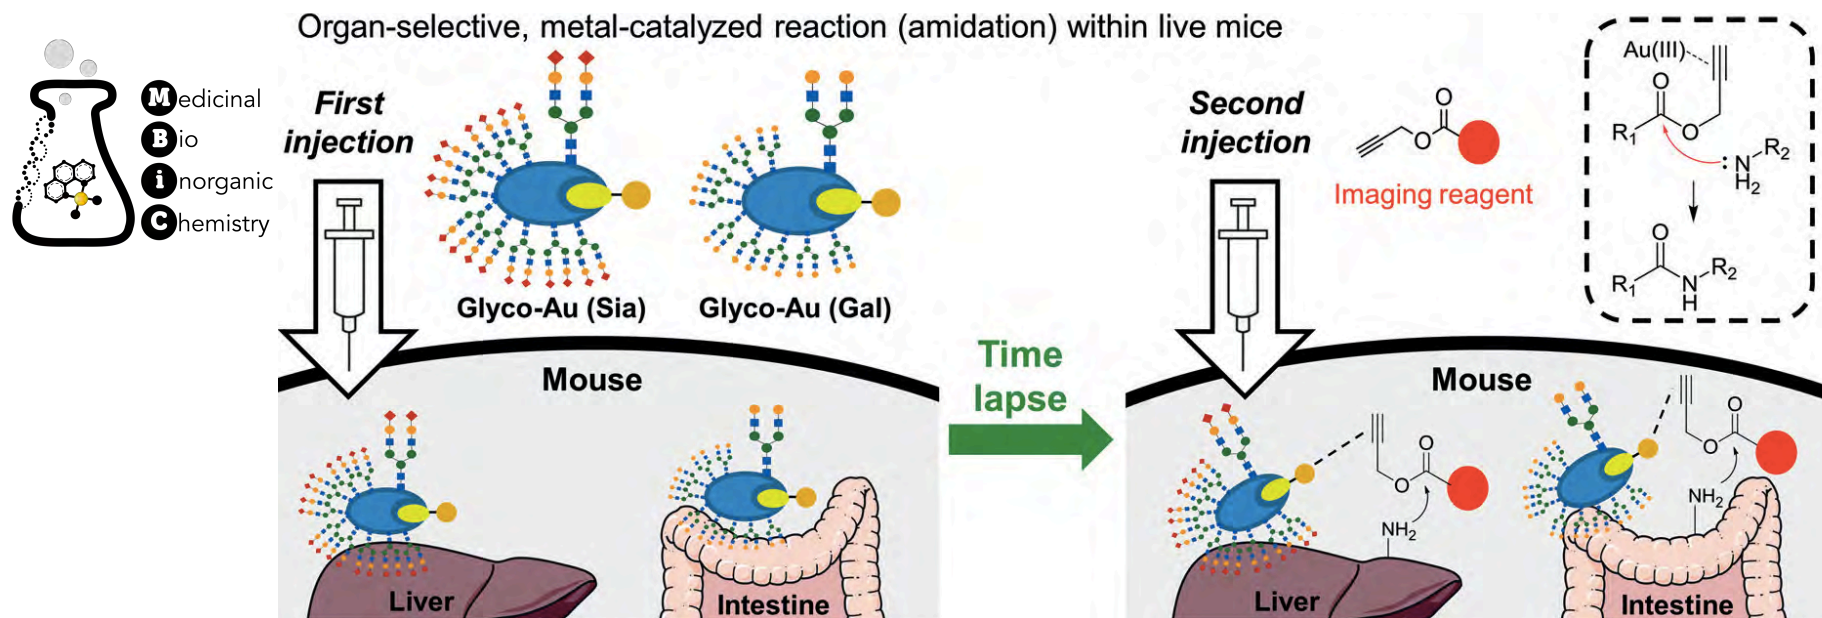 Organ-selective, metal-catalyzed reaction (amidation) within live mice
Medicinal
Bio
inorganic
Chemistry
First
injection
Glyco-Au (Sia)
Glyco-Au (Gal)
Mouse
Liver
Intestine
Time
lapse
Second
injection
O
O
Imaging reagent
Au(III)
O
R1
O
:N
H2
R2
O
R1
N
H
R2
Mouse
O
O
NH2
Liver
O
O
NH2
Intestine